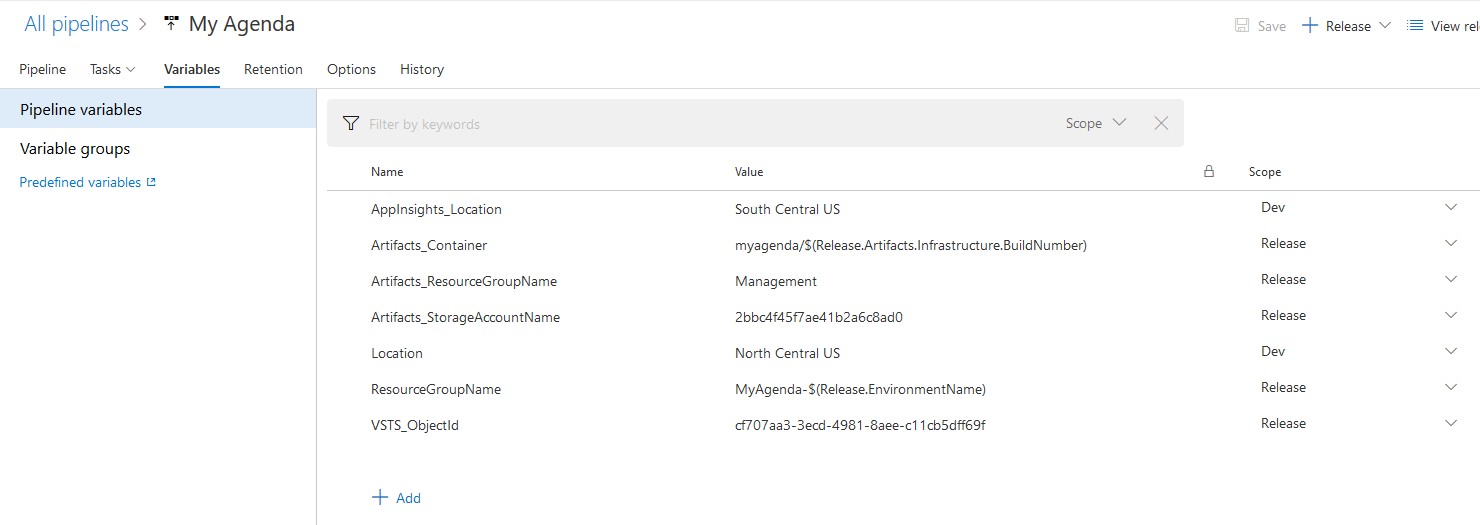 All pipelines > My Agenda
Save + Release View rel
Pipeline Tasks Variables Retention Options History
Pipeline variables
Variable groups
Predefined variables
Filter by keywords Scope
Name Value Scope
AppInsights_Location South Central US Dev
Artifacts_Container myagenda/$(Release.Artifacts.Infrastructure.BuildNumber) Release
Artifacts_ResourceGroupName Management Release
Artifacts_StorageAccountName 2bbc4f45f7ae41b2a6c8ad0 Release
Location North Central US Dev
ResourceGroupName MyAgenda-$(Release.EnvironmentName) Release
VSTS_ObjectId cf707aa3-3ecd-4981-8aee-c11cb5dff69f Release
+ Add